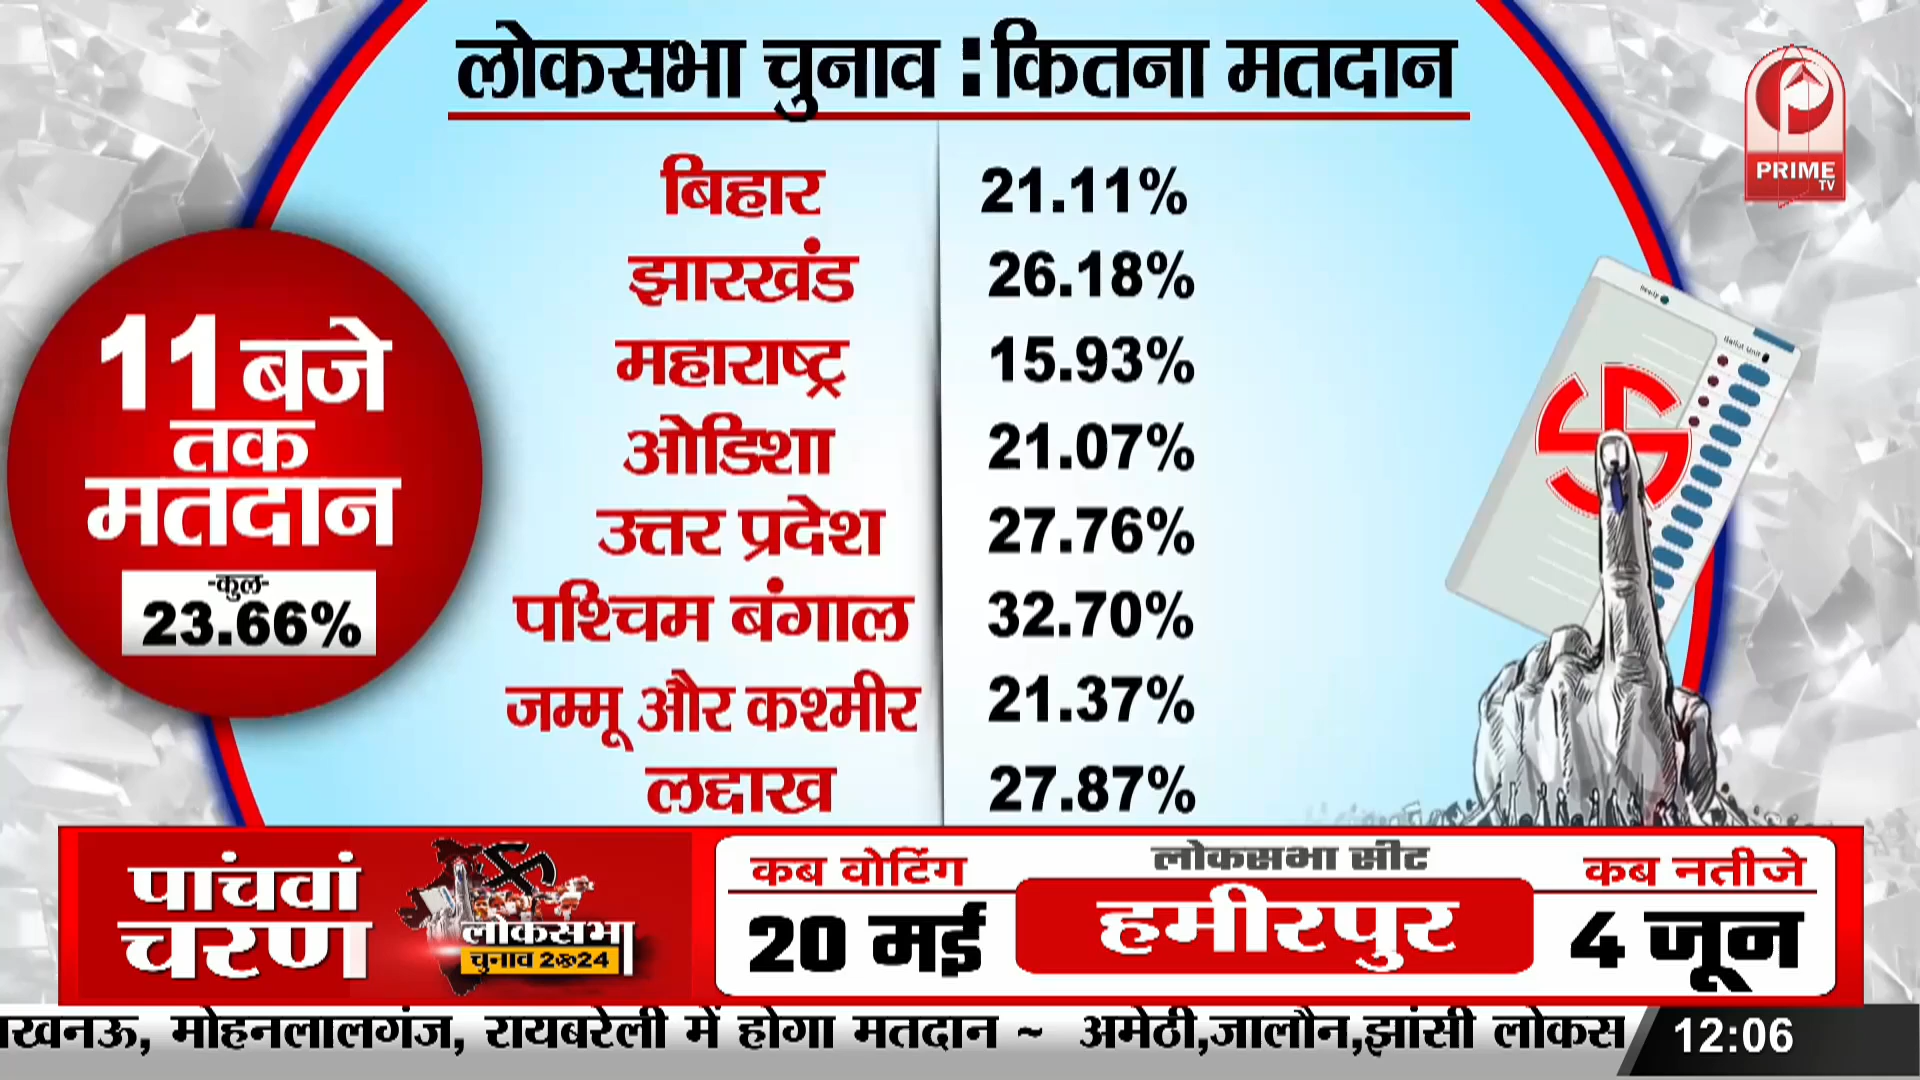 लोकसभा चुनाव : कितना मतदान
PRIME
TV
11 बजे
तक
मतदान
-कुल-
23.66%
बिहार 21.11%
झारखंड 26.18%
महाराष्ट्र 15.93%
ओडिशा 21.07%
उत्तर प्रदेश 27.76%
पश्चिम बंगाल 32.70%
जम्मू और कश्मीर 21.37%
लद्दाख 27.87%
Ready
Ballot Unit
पांचवां
चरण
लोकसभा
चुनाव 2024
कब वोटिंग
20 मई
लोकसभा सीट
हमीरपुर
कब नतीजे
4 जून
खनऊ, मोहनलालगंज, रायबरेली में होगा मतदान ~ अमेठी,जालौन,झांसी लोकस
12:06